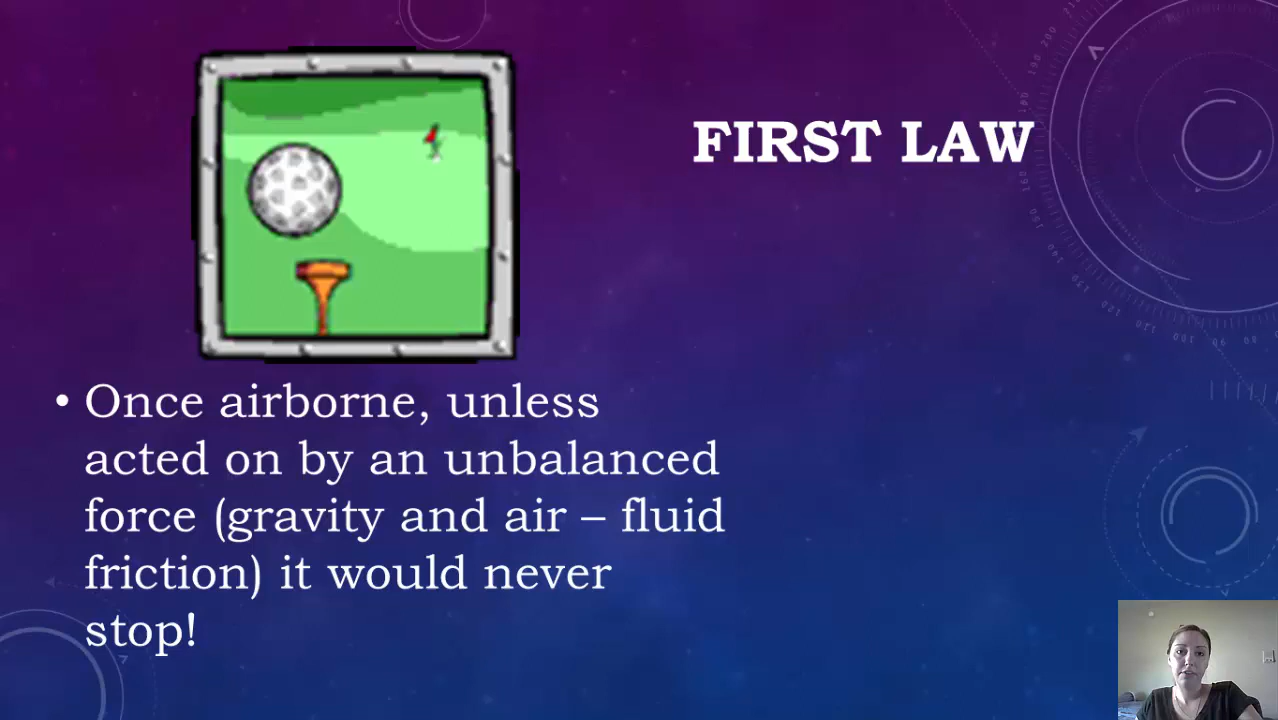 FIRST LAW
• Once airborne, unless
acted on by an unbalanced
force (gravity and air – fluid
friction) it would never
stop!